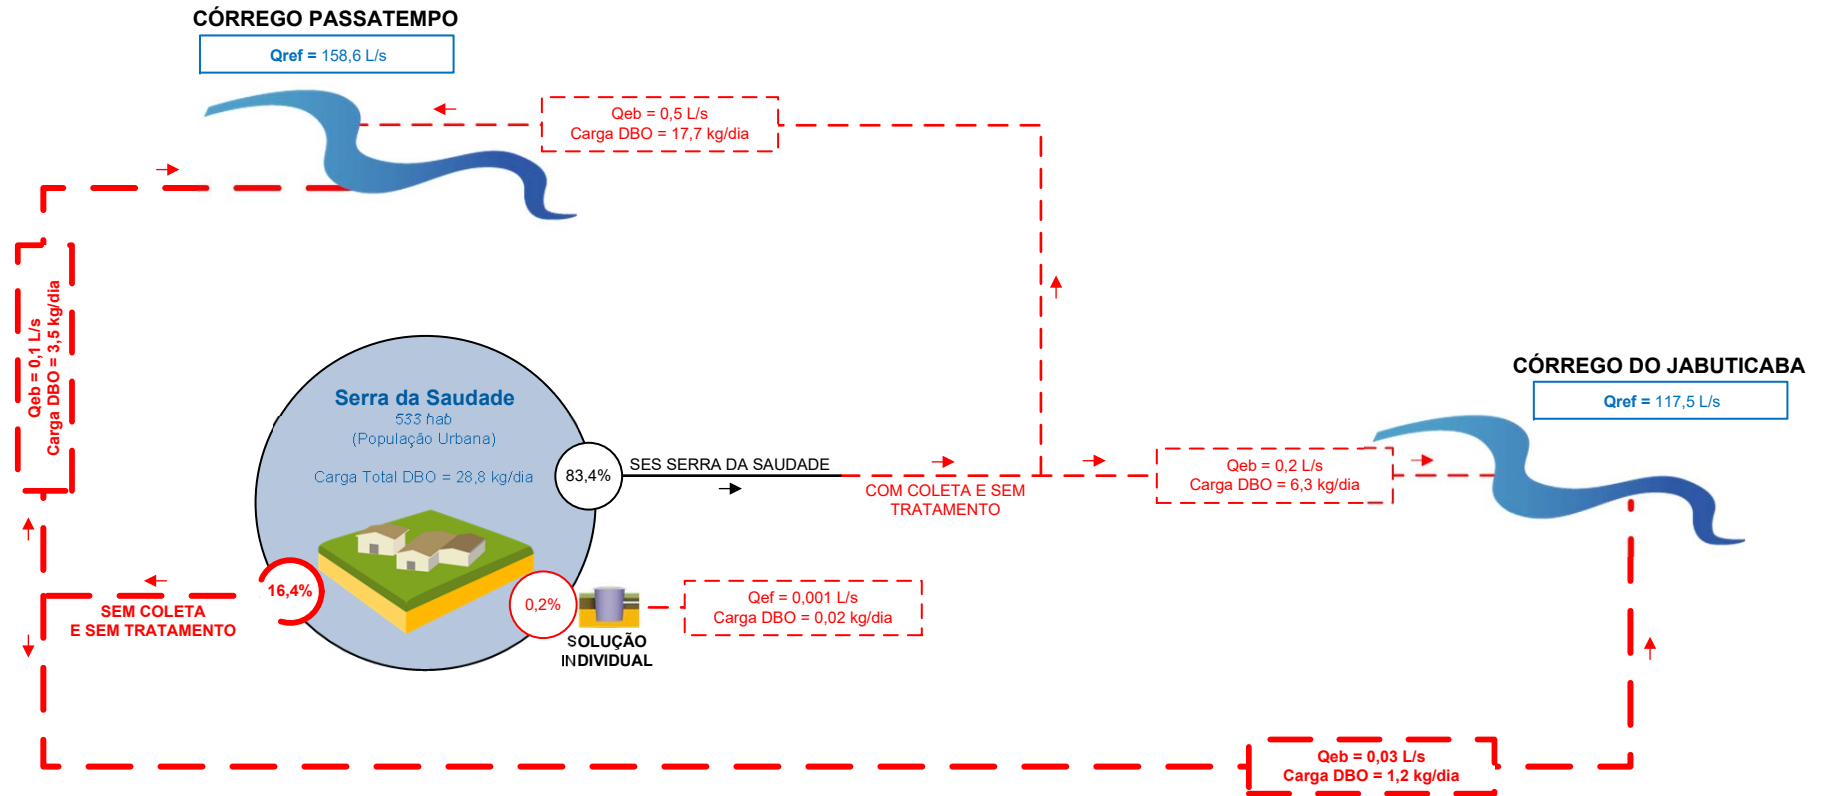 CÓRREGO PASSATEMPO
Qref = 158,6 L/s
Qeb = 0,5 L/s
Carga DBO = 17,7 kg/dia
Qeb = 0,1 L/s
Carga DBO = 3,5 kg/dia
Serra da Saudade
533 hab
(População Urbana)
Carga Total DBO = 28,8 kg/dia
83,4%
SES SERRA DA SAUDADE
COM COLETA E SEM
TRATAMENTO
CÓRREGO DO JABUTICABA
Qref = 117,5 L/s
Qeb = 0,2 L/s
Carga DBO = 6,3 kg/dia
16,4%
SEM COLETA
E SEM TRATAMENTO
0,2%
SOLUÇÃO
INDIVIDUAL
Qef = 0,001 L/s
Carga DBO = 0,02 kg/dia
Qeb = 0,03 L/s
Carga DBO = 1,2 kg/dia